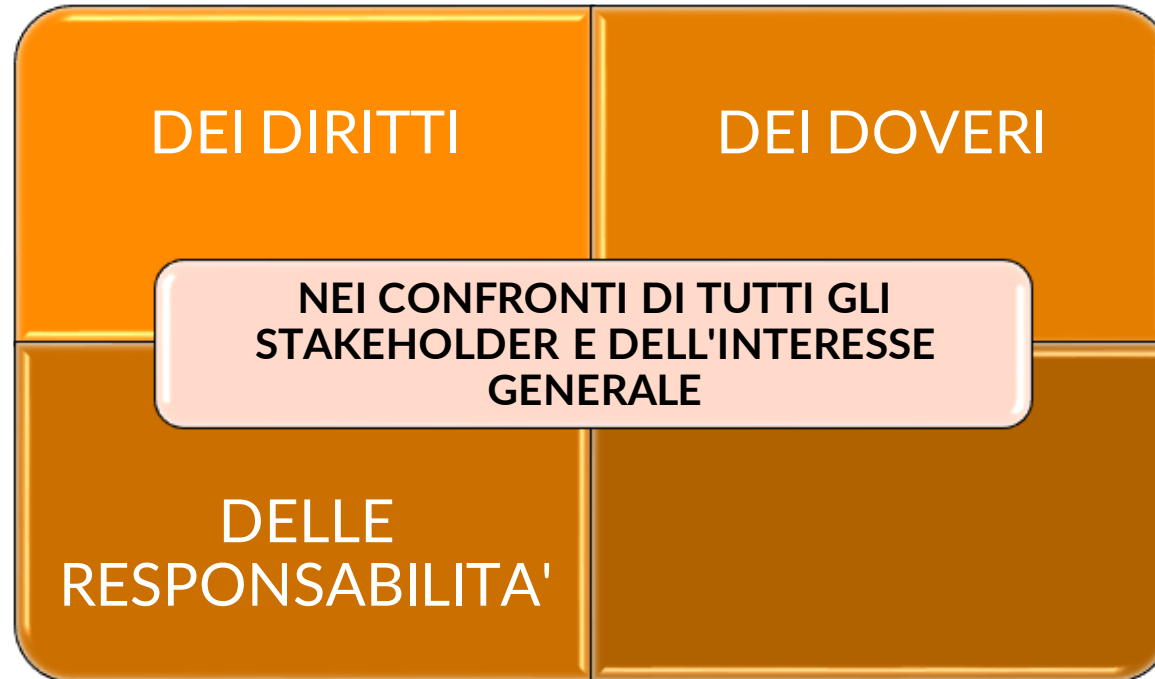 DEI DIRITTI
DEI DOVERI
NEI CONFRONTI DI TUTTI GLI
STAKEHOLDER E DELL'INTERESSE
GENERALE
DELLE
RESPONSABILITA'